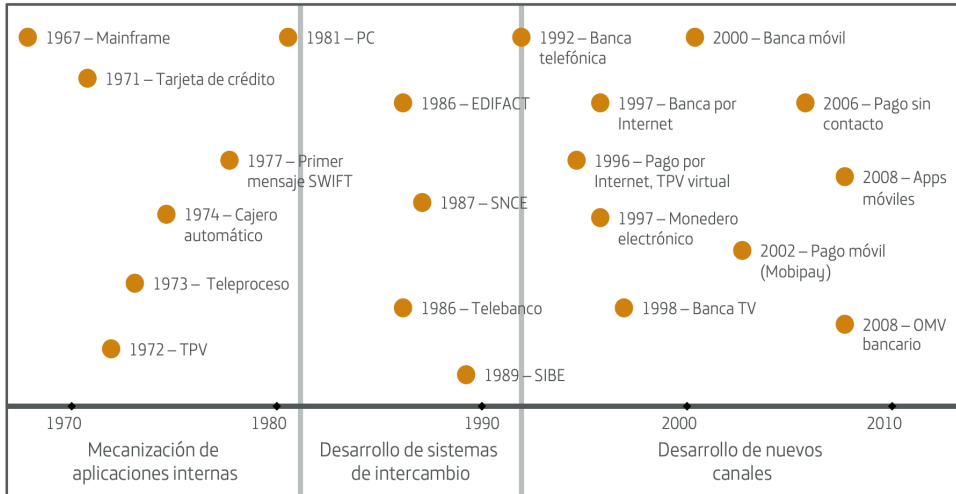 1967 – Mainframe
1981 – PC
1992 – Banca
telefónica
2000 – Banca móvil
1971 – Tarjeta de crédito
1986 – EDIFACT
1997 – Banca por
Internet
2006 – Pago sin
contacto
1977 – Primer
mensaje SWIFT
1996 – Pago por
Internet, TPV virtual
2008 – Apps
móviles
1987 – SNCE
1974 – Cajero
automático
1997 – Monedero
electrónico
2002 – Pago móvil
(Mobipay)
1973 – Teleproceso
1986 – Telebanco
1998 – Banca TV
2008 – OMV
bancario
1972 – TPV
1989 – SIBE
1970
1980
1990
2000
2010
Mecanización de
aplicaciones internas
Desarrollo de sistemas
de intercambio
Desarrollo de nuevos
canales